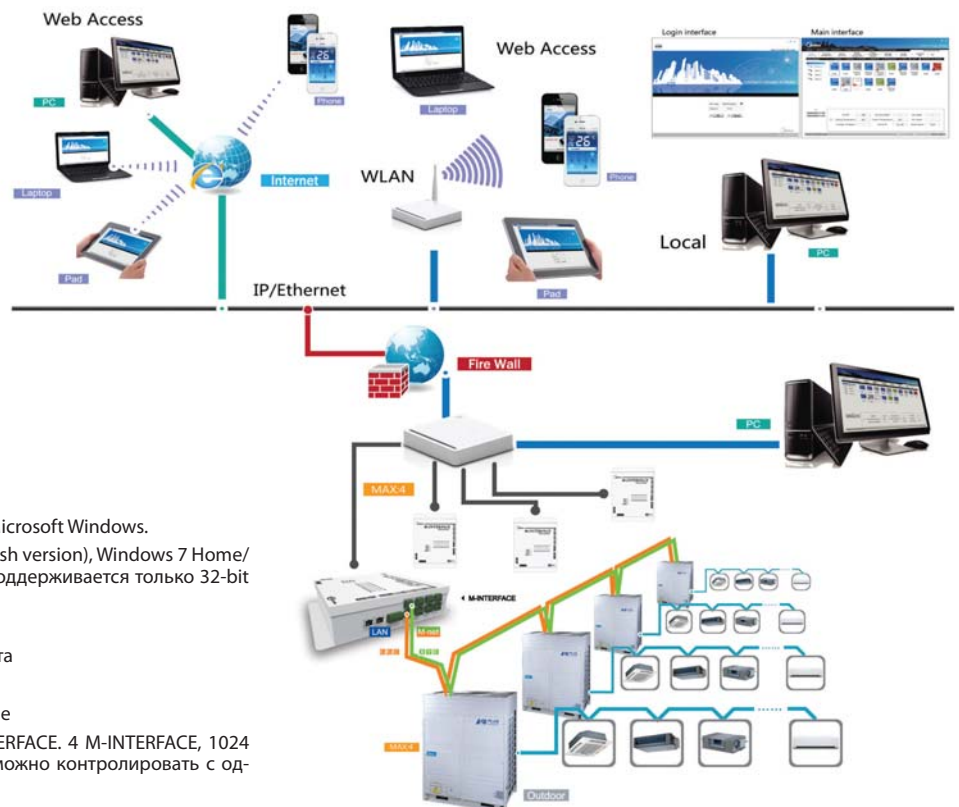 Web Access
PC
Phone
Laptop
Web Access
Phone
Login interface
Main interface
Laptop
Internet
WLAN
Pad
Pad
Local
PC
IP/Ethernet
Fire Wall
PC
MAX:4
M-INTERFACE
LAN
M-net
MAX:4
Outdoor
icrosoft Windows.
sh version), Windows 7 Home/
оддерживается только 32-bit
та
е
ERFACE. 4 M-INTERFACE, 1024
можно контролировать с од-